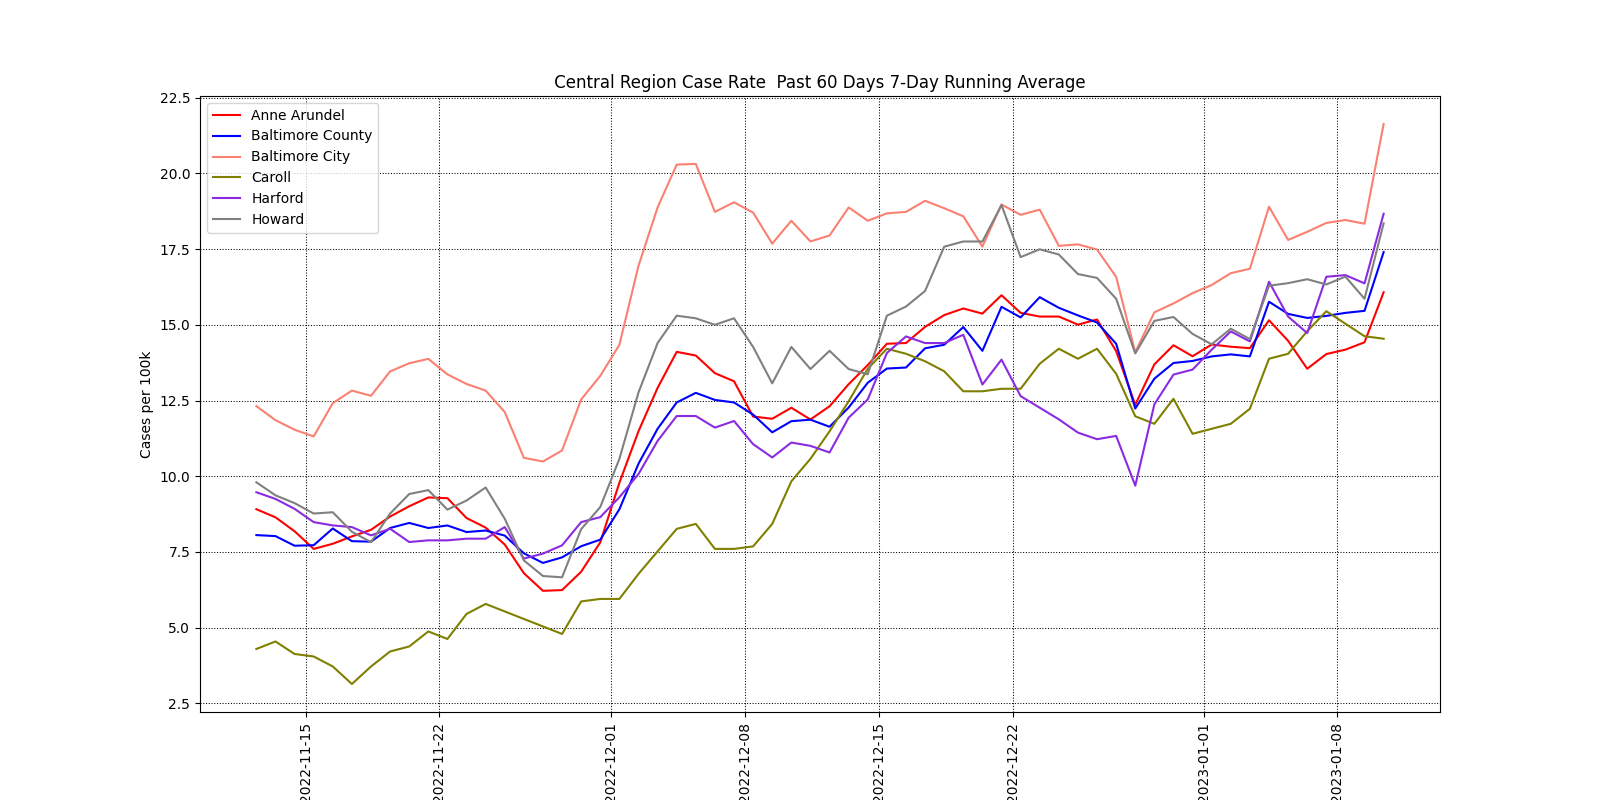 Central Region Case Rate  Past 60 Days 7-Day Running Average
22.5
20.0
17.5
15.0
12.5
10.0
7.5
5.0
2.5
Cases per 100k
Anne Arundel
Baltimore County
Baltimore City
Caroll
Harford
Howard
2022-11-15
2022-11-22
2022-12-01
2022-12-08
2022-12-15
2022-12-22
2023-01-01
2023-01-08